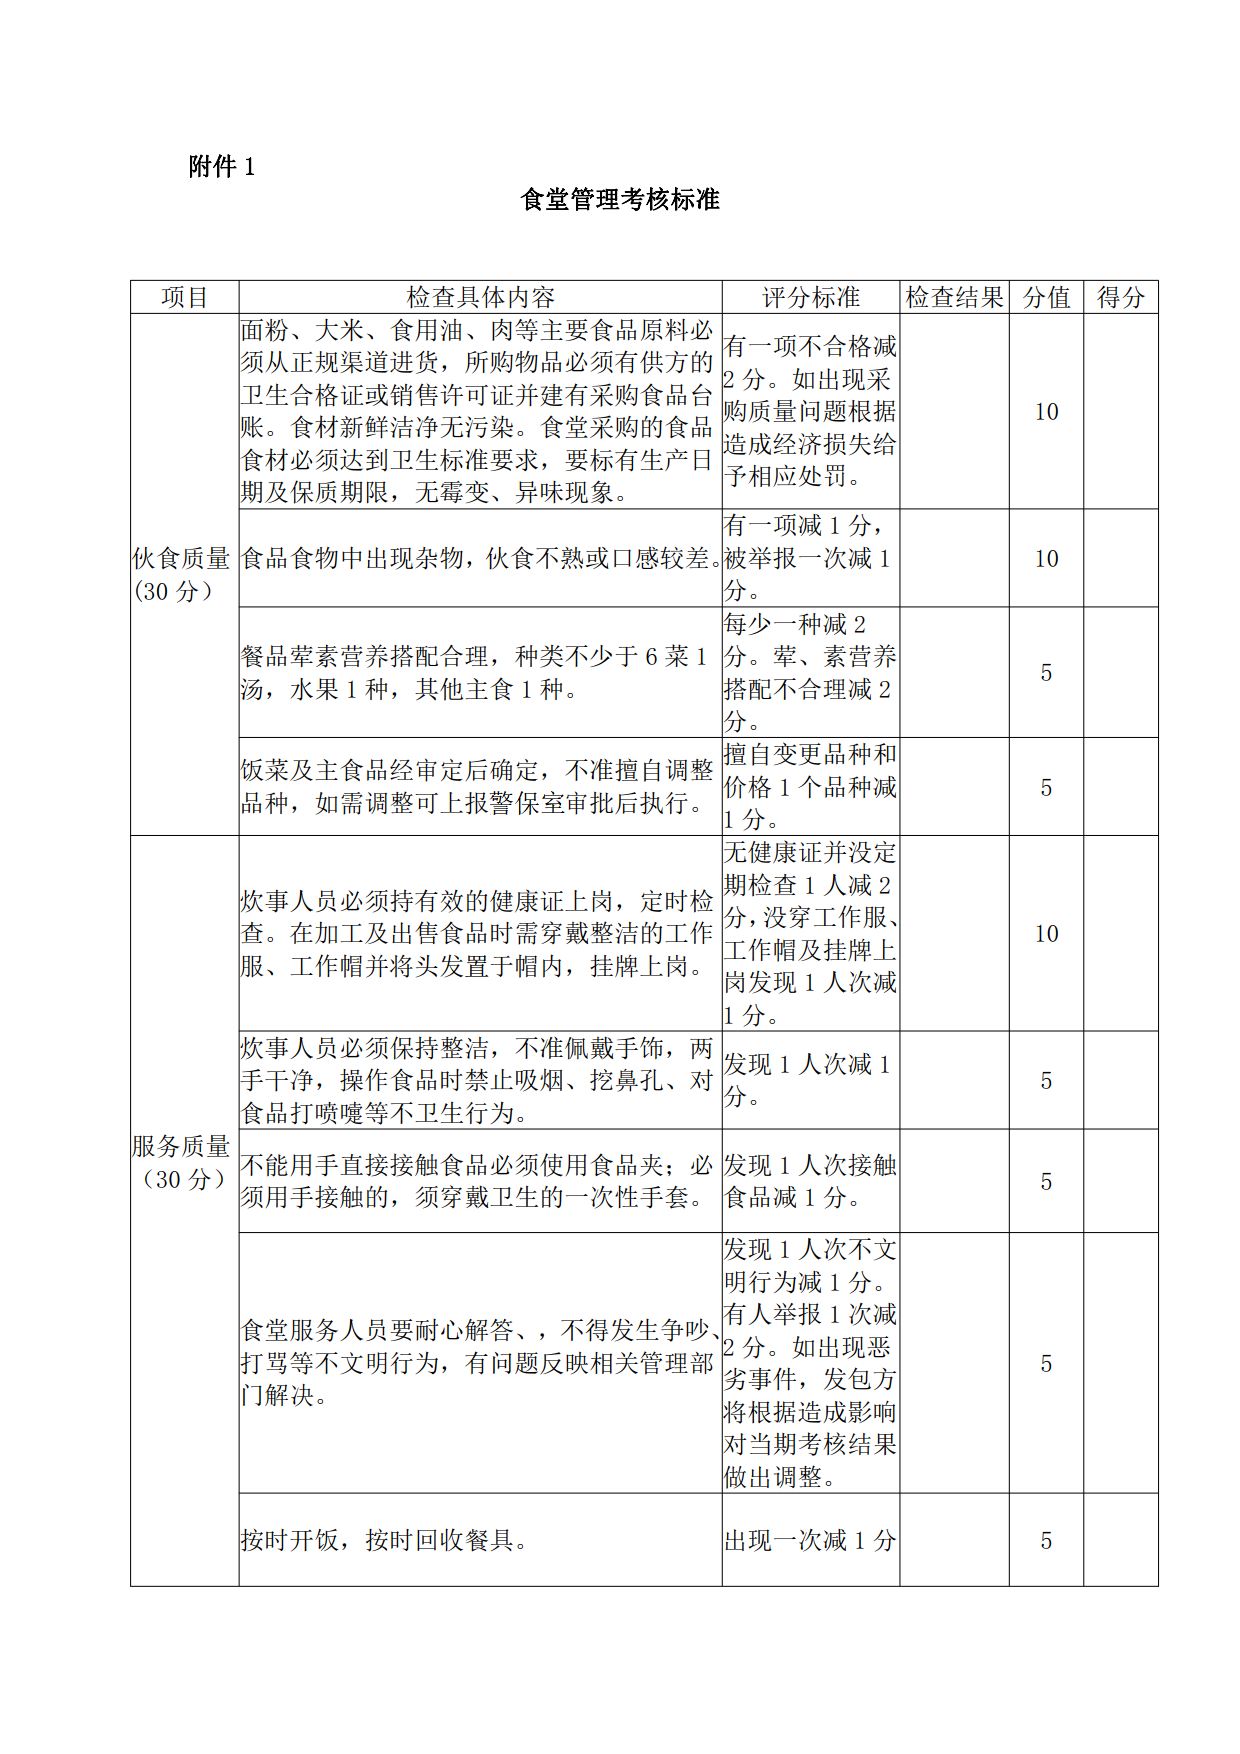 附件 1
食堂管理考核标准
项目 检查具体内容 评分标准 检查结果 分值 得分
伙食质量
(30 分）
面粉、大米、食用油、肉等主要食品原料必
须从正规渠道进货，所购物品必须有供方的
卫生合格证或销售许可证并建有采购食品台
账。食材新鲜洁净无污染。食堂采购的食品
食材必须达到卫生标准要求，要标有生产日
期及保质期限，无霉变、异味现象。
有一项不合格减
2 分。如出现采
购质量问题根据
造成经济损失给
予相应处罚。
10
食品食物中出现杂物，伙食不熟或口感较差。
有一项减 1 分，
被举报一次减 1
分。
10
餐品荤素营养搭配合理，种类不少于 6 菜 1
汤，水果 1 种，其他主食 1 种。
每少一种减 2
分。荤、素营养
搭配不合理减 2
分。
5
饭菜及主食品经审定后确定，不准擅自调整
品种，如需调整可上报警保室审批后执行。
擅自变更品种和
价格 1 个品种减
1 分。
5
服务质量
（30 分）
炊事人员必须持有效的健康证上岗，定时检
查。在加工及出售食品时需穿戴整洁的工作
服、工作帽并将头发置于帽内，挂牌上岗。
无健康证并没定
期检查 1 人减 2
分，没穿工作服、
工作帽及挂牌上
岗发现 1 人次减
1 分。
10
炊事人员必须保持整洁，不准佩戴手饰，两
手干净，操作食品时禁止吸烟、挖鼻孔、对
食品打喷嚏等不卫生行为。
发现 1 人次减 1
分。
5
不能用手直接接触食品必须使用食品夹；必
须用手接触的，须穿戴卫生的一次性手套。
发现 1 人次接触
食品减 1 分。
5
食堂服务人员要耐心解答、，不得发生争吵、
打骂等不文明行为，有问题反映相关管理部
门解决。
发现 1 人次不文
明行为减 1 分。
有人举报 1 次减
2 分。如出现恶
劣事件，发包方
将根据造成影响
对当期考核结果
做出调整。
5
按时开饭，按时回收餐具。
出现一次减 1 分
5